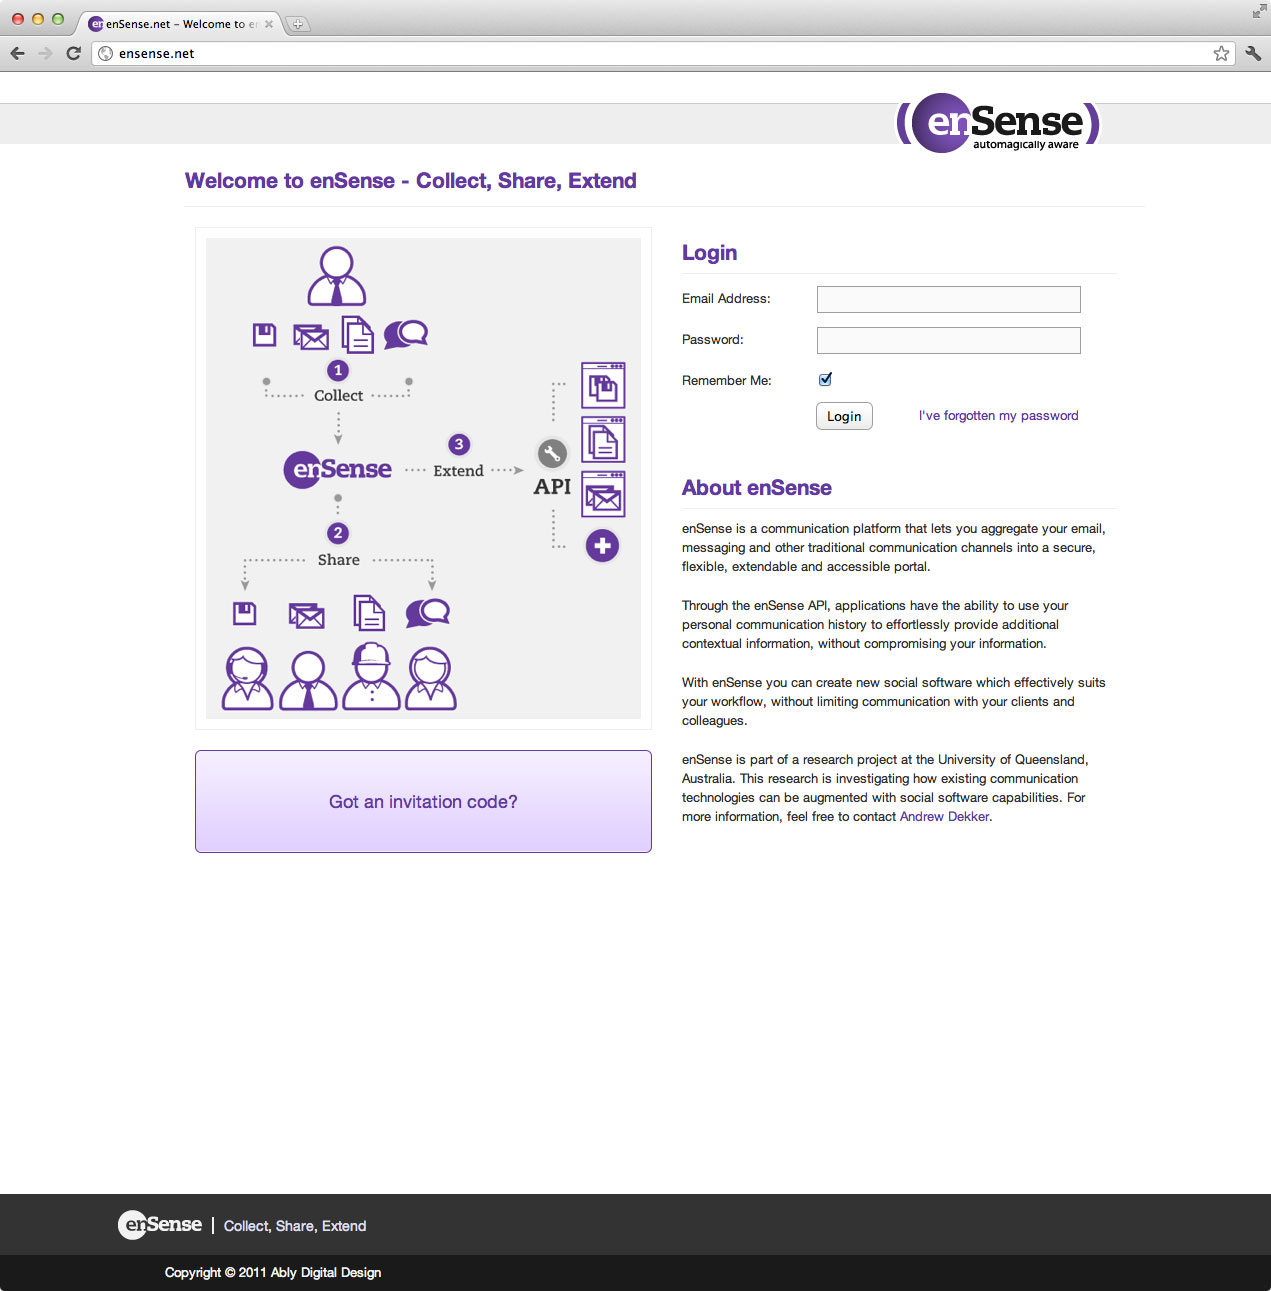 enSense.net – Welcome to e
ensense.net
enSense
automagically aware
Welcome to enSense - Collect, Share, Extend
1
Collect
enSense
3
Extend
API
2
Share
Got an invitation code?
Login
Email Address:
Password:
Remember Me:
Login
I've forgotten my password
About enSense
enSense is a communication platform that lets you aggregate your email,
messaging and other traditional communication channels into a secure,
flexible, extendable and accessible portal.
Through the enSense API, applications have the ability to use your
personal communication history to effortlessly provide additional
contextual information, without compromising your information.
With enSense you can create new social software which effectively suits
your workflow, without limiting communication with your clients and
colleagues.
enSense is part of a research project at the University of Queensland,
Australia. This research is investigating how existing communication
technologies can be augmented with social software capabilities. For
more information, feel free to contact Andrew Dekker.
enSense | Collect, Share, Extend
Copyright © 2011 Ably Digital Design